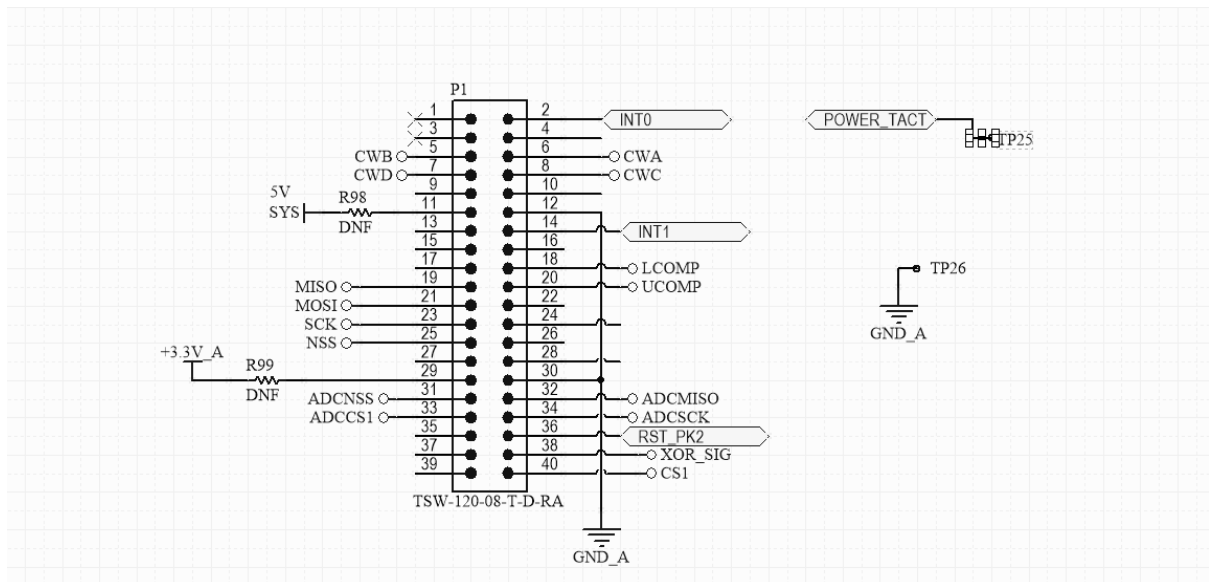 P1
1 2 INT0 POWER_TACT
3 4 TP25
CWB 5 6 CWA
CWD 7 8 CWC
9 10
5V
SYS R98 11 12
DNF 13 14 INT1
15 16
17 18 LCOMP TP26
MISO 19 20 UCOMP
MOSI 21 22
SCK 23 24 GND_A
NSS 25 26
+3.3V_A 27 28
R99 29 30
DNF
ADCNSS 31 32 ADCMISO
ADCCS1 33 34 ADCSCK
35 36 RST_PK2
37 38 XOR_SIG
39 40 CS1
TSW-120-08-T-D-RA
GND_A